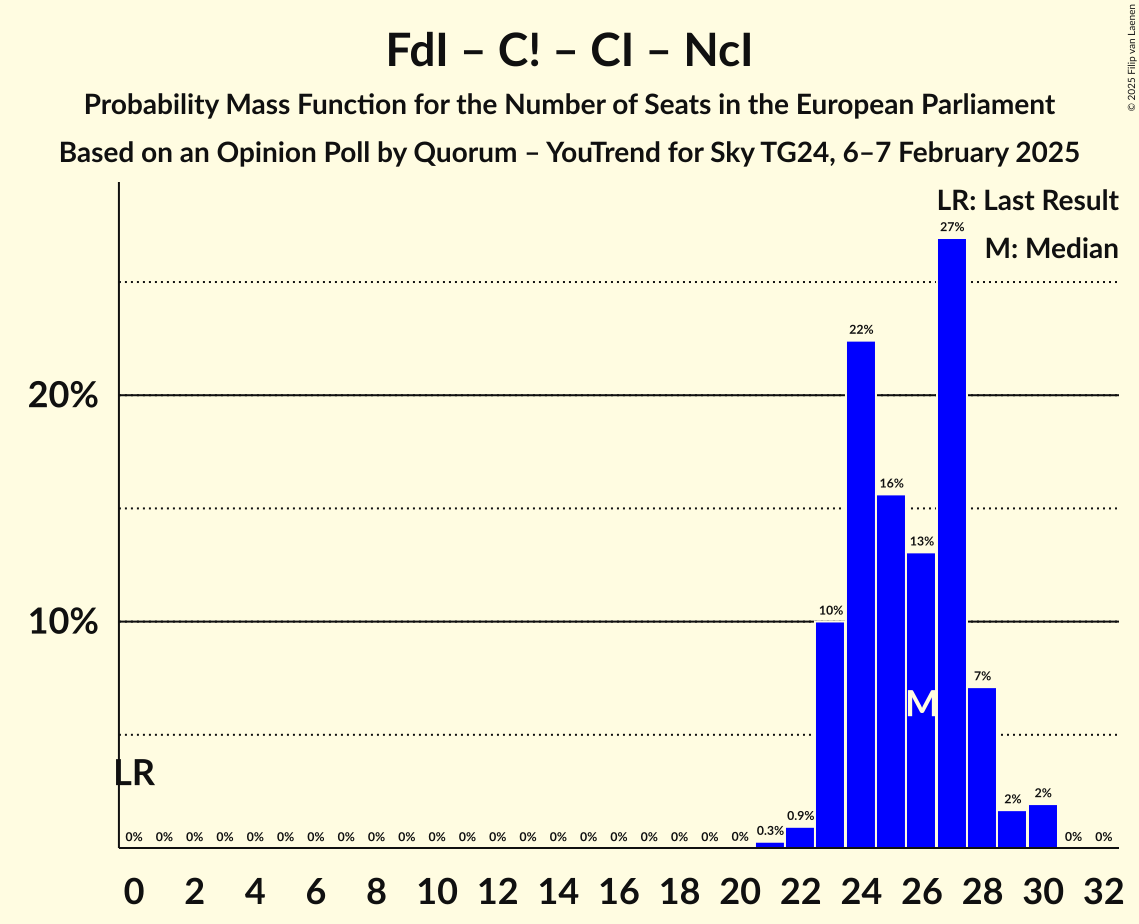 FdI – C! – CI – NcI
Probability Mass Function for the Number of Seats in the European Parliament
Based on an Opinion Poll by Quorum – YouTrend for Sky TG24, 6–7 February 2025
© 2025 Filip van Laenen
LR: Last Result
M: Median
27%
22%
20%
16%
13%
10%
10%
7%
M
LR
0% 0% 0% 0% 0% 0% 0% 0% 0% 0% 0% 0% 0% 0% 0% 0% 0% 0% 0% 0% 0% 0.3% 0.9% 2% 2% 0% 0%
0 2 4 6 8 10 12 14 16 18 20 22 24 26 28 30 32